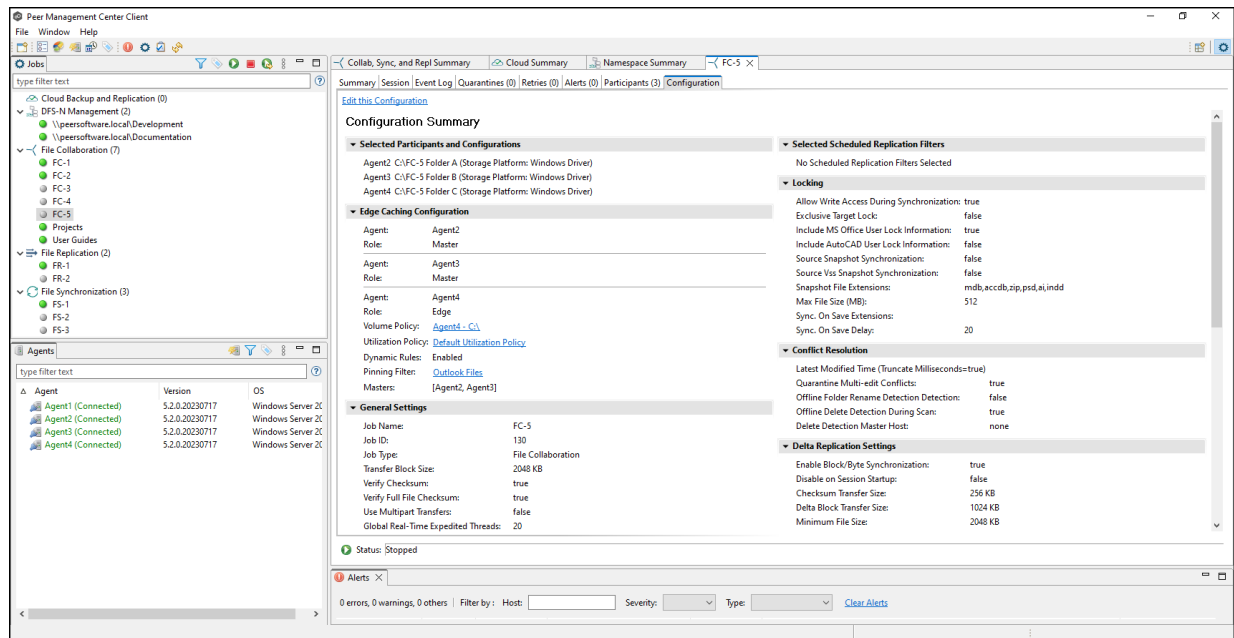 Peer Management Center Client
File Window Help
Jobs
type filter text
Cloud Backup and Replication (0)
DFS-N Management (2)
\\peersoftware.local\Development
\\peersoftware.local\Documentation
File Collaboration (7)
FC-1
FC-2
FC-3
FC-4
FC-5
Projects
User Guides
File Replication (2)
FR-1
FR-2
File Synchronization (3)
FS-1
FS-2
FS-3
Agents
type filter text
Agent Version OS
Agent1 (Connected) 5.2.0.20230717 Windows Server 20
Agent2 (Connected) 5.2.0.20230717 Windows Server 20
Agent3 (Connected) 5.2.0.20230717 Windows Server 20
Agent4 (Connected) 5.2.0.20230717 Windows Server 20
Collab, Sync, and Repl Summary Cloud Summary Namespace Summary FC-5
Summary Session Event Log Quarantines (0) Retries (0) Alerts (0) Participants (3) Configuration
Edit this Configuration
Configuration Summary
Selected Participants and Configurations
Agent2 C:\FC-5 Folder A (Storage Platform: Windows Driver)
Agent3 C:\FC-5 Folder B (Storage Platform: Windows Driver)
Agent4 C:\FC-5 Folder C (Storage Platform: Windows Driver)
Edge Caching Configuration
Agent: Agent2
Role: Master
Agent: Agent3
Role: Master
Agent: Agent4
Role: Edge
Volume Policy: Agent4 - C:\
Utilization Policy: Default Utilization Policy
Dynamic Rules: Enabled
Pinning Filter: Outlook Files
Masters: [Agent2, Agent3]
General Settings
Job Name: FC-5
Job ID: 130
Job Type: File Collaboration
Transfer Block Size: 2048 KB
Verify Checksum: true
Verify Full File Checksum: true
Use Multipart Transfers: false
Global Real-Time Expedited Threads: 20
Selected Scheduled Replication Filters
No Scheduled Replication Filters Selected
Locking
Allow Write Access During Synchronization: true
Exclusive Target Lock: false
Include MS Office User Lock Information: true
Include AutoCAD User Lock Information: false
Source Snapshot Synchronization: false
Source Vss Snapshot Synchronization: false
Snapshot File Extensions: mdb,accdb,zip,psd,ai,indd
Max File Size (MB): 512
Sync. On Save Extensions:
Sync. On Save Delay: 20
Conflict Resolution
Latest Modified Time (Truncate Milliseconds=true)
Quarantine Multi-edit Conflicts: true
Offline Folder Rename Detection Detection: false
Offline Delete Detection During Scan: true
Delete Detection Master Host: none
Delta Replication Settings
Enable Block/Byte Synchronization: true
Disable on Session Startup: false
Checksum Transfer Size: 256 KB
Delta Block Transfer Size: 1024 KB
Minimum File Size: 2048 KB
Status: Stopped
Alerts
0 errors, 0 warnings, 0 others Filter by : Host: Severity: Type: Clear Alerts